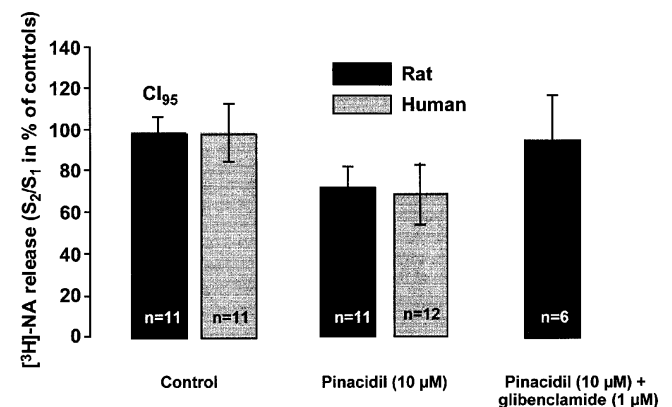 [³H]-NA release (S₂/S₁ in % of controls)
140
120
100
80
60
40
20
0
CI₉₅
Rat
Human
n=11
n=11
n=11
n=12
n=6
Control
Pinacidil (10 µM)
Pinacidil (10 µM) +
glibenclamide (1 µM)